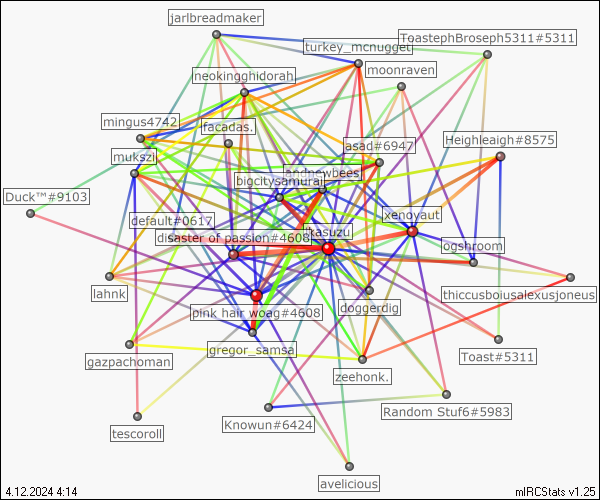 jarlbreadmaker
ToastephBroseph5311#5311
turkey_mcnugget
moonraven
neokingghidorah
mingus4742
facadas.
asad#6947
Heighleaigh#8575
mukszi
andrewbees
bigcitysamurai
Duck™#9103
default#0617
xenoyaut
kasuzu
disaster of passion#4608
ogshroom
lahnk
thiccusboiusalexusjoneus
pink hair woag#4608
doggerdig
gregor_samsa
gazpachoman
Toast#5311
zeehonk.
Random Stuf6#5983
Knowun#6424
tescoroll
avelicious
4.12.2024 4:14
mIRCStats v1.25